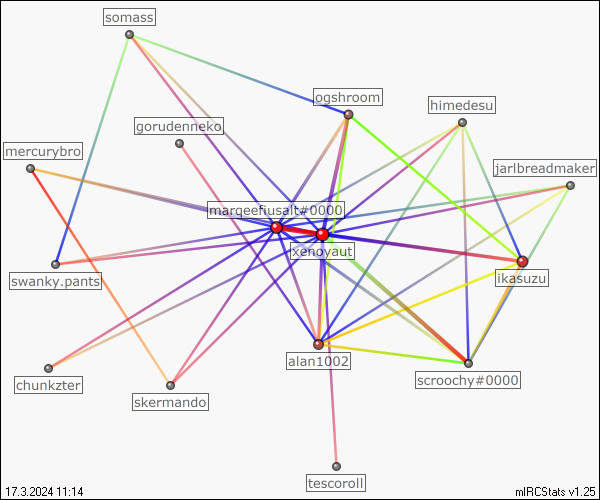 somass
ogshroom
himedesu
gorudenneko
mercurybro
jarlbreadmaker
marqeefiusalt#0000
xenoyaut
swanky.pants
ikasuzu
alan1002
scroochy#0000
chunkzter
skermando
tescoroll
17.3.2024 11:14
mIRCStats v1.25